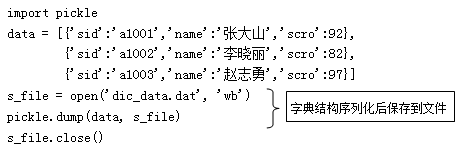 import pickle
data = [{'sid':'a1001','name':'张大山','scro':92},
{'sid':'a1002','name':'李晓丽','scro':82},
{'sid':'a1003','name':'赵志勇','scro':97}]
s_file = open('dic_data.dat', 'wb')
pickle.dump(data, s_file)
字典结构序列化后保存到文件
s_file.close()